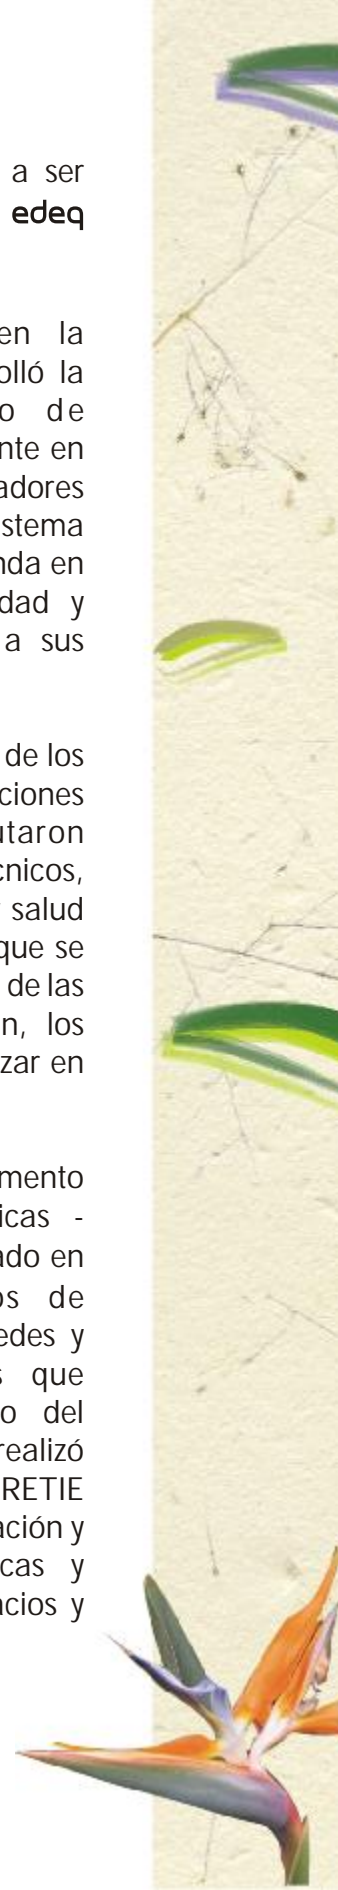 a ser
edeq
en la
olló la
o de
nte en
adores
stema
nda en
dad y
a sus
de los
ciones
utaron
cnicos,
salud
que se
de las
n, los
zar en
mento
icas -
ado en
os de
edes y
s que
o del
realizó
RETIE
ación y
cas y
acios y